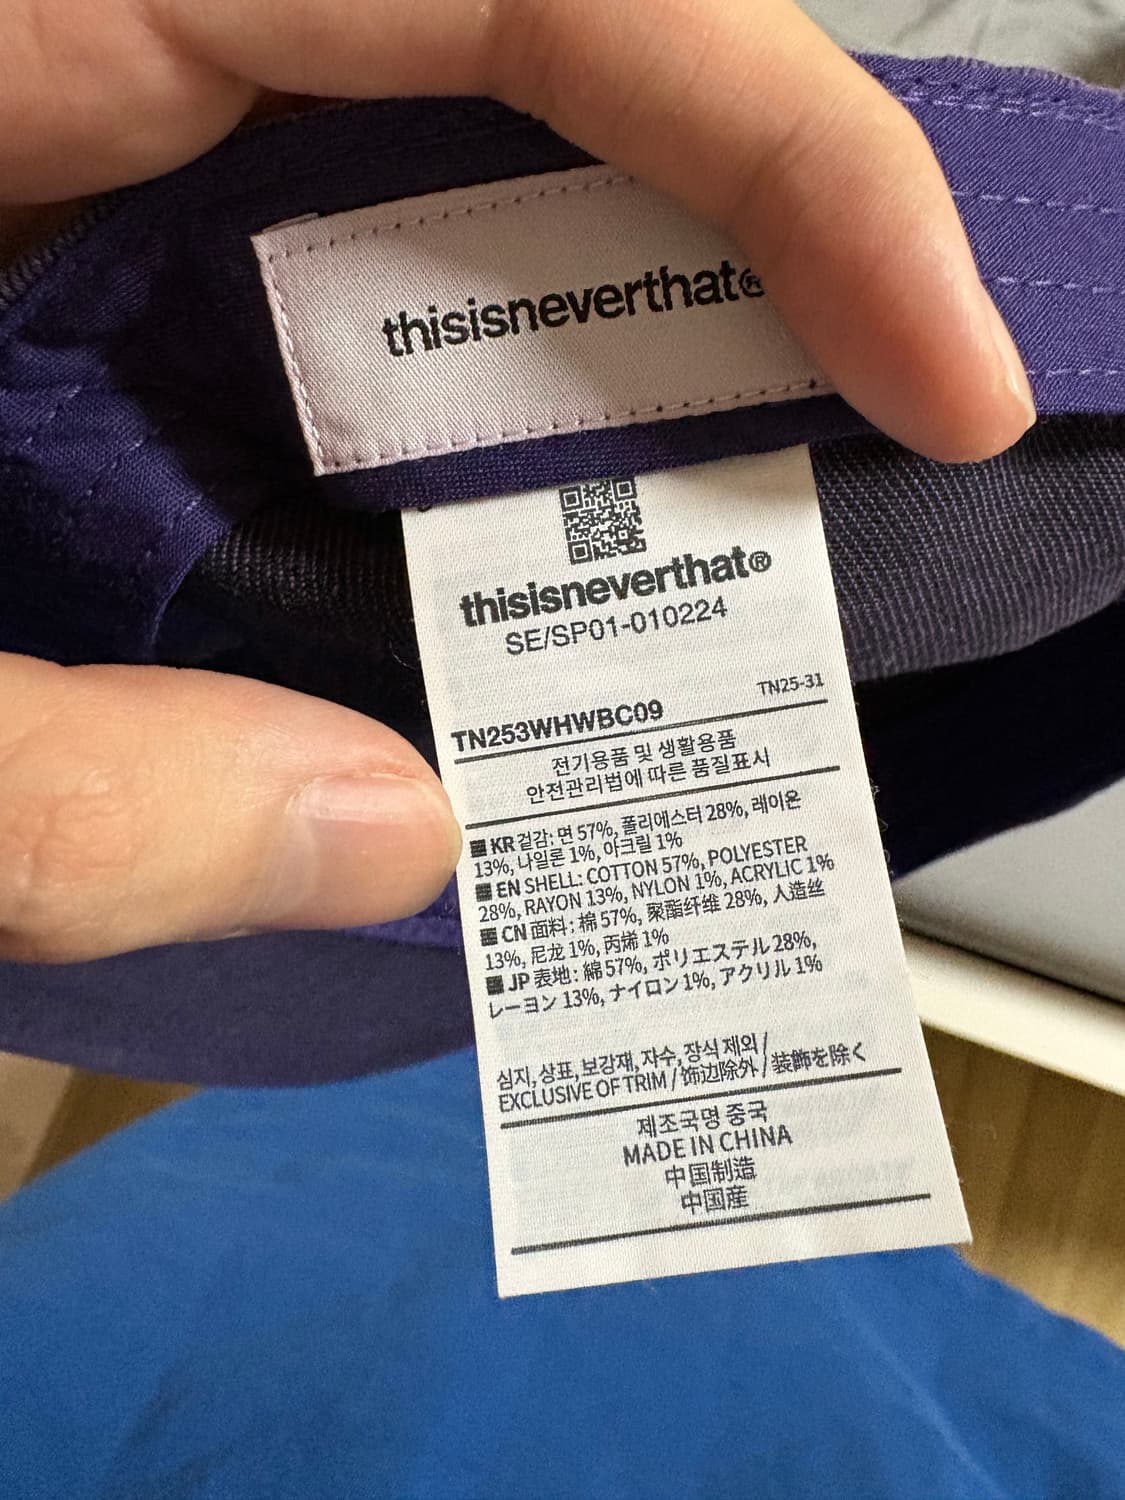 thisisneverthat®
thisisneverthat®
SE/SP01-010224
TN25-31
TN253WHWBC09
전기용품 및 생활용품
안전관리법에 따른 품질표시
■ KR 겉감: 면 57%, 폴리에스터 28%, 레이온
13%, 나일론 1%, 아크릴 1%
■ EN SHELL: COTTON 57%, POLYESTER
28%, RAYON 13%, NYLON 1%, ACRYLIC 1%
■ CN 面料: 棉 57%, 聚酯纤维 28%, 人造丝
13%, 尼龙 1%, 丙烯 1%
■ JP 表地: 綿 57%, ポリエステル 28%,
レーヨン 13%, ナイロン 1%, アクリル 1%
심지, 상표, 보강재, 자수, 장식 제외 /
EXCLUSIVE OF TRIM / 饰边除外 / 装飾を除く
제조국명 중국
MADE IN CHINA
中国制造
中国産